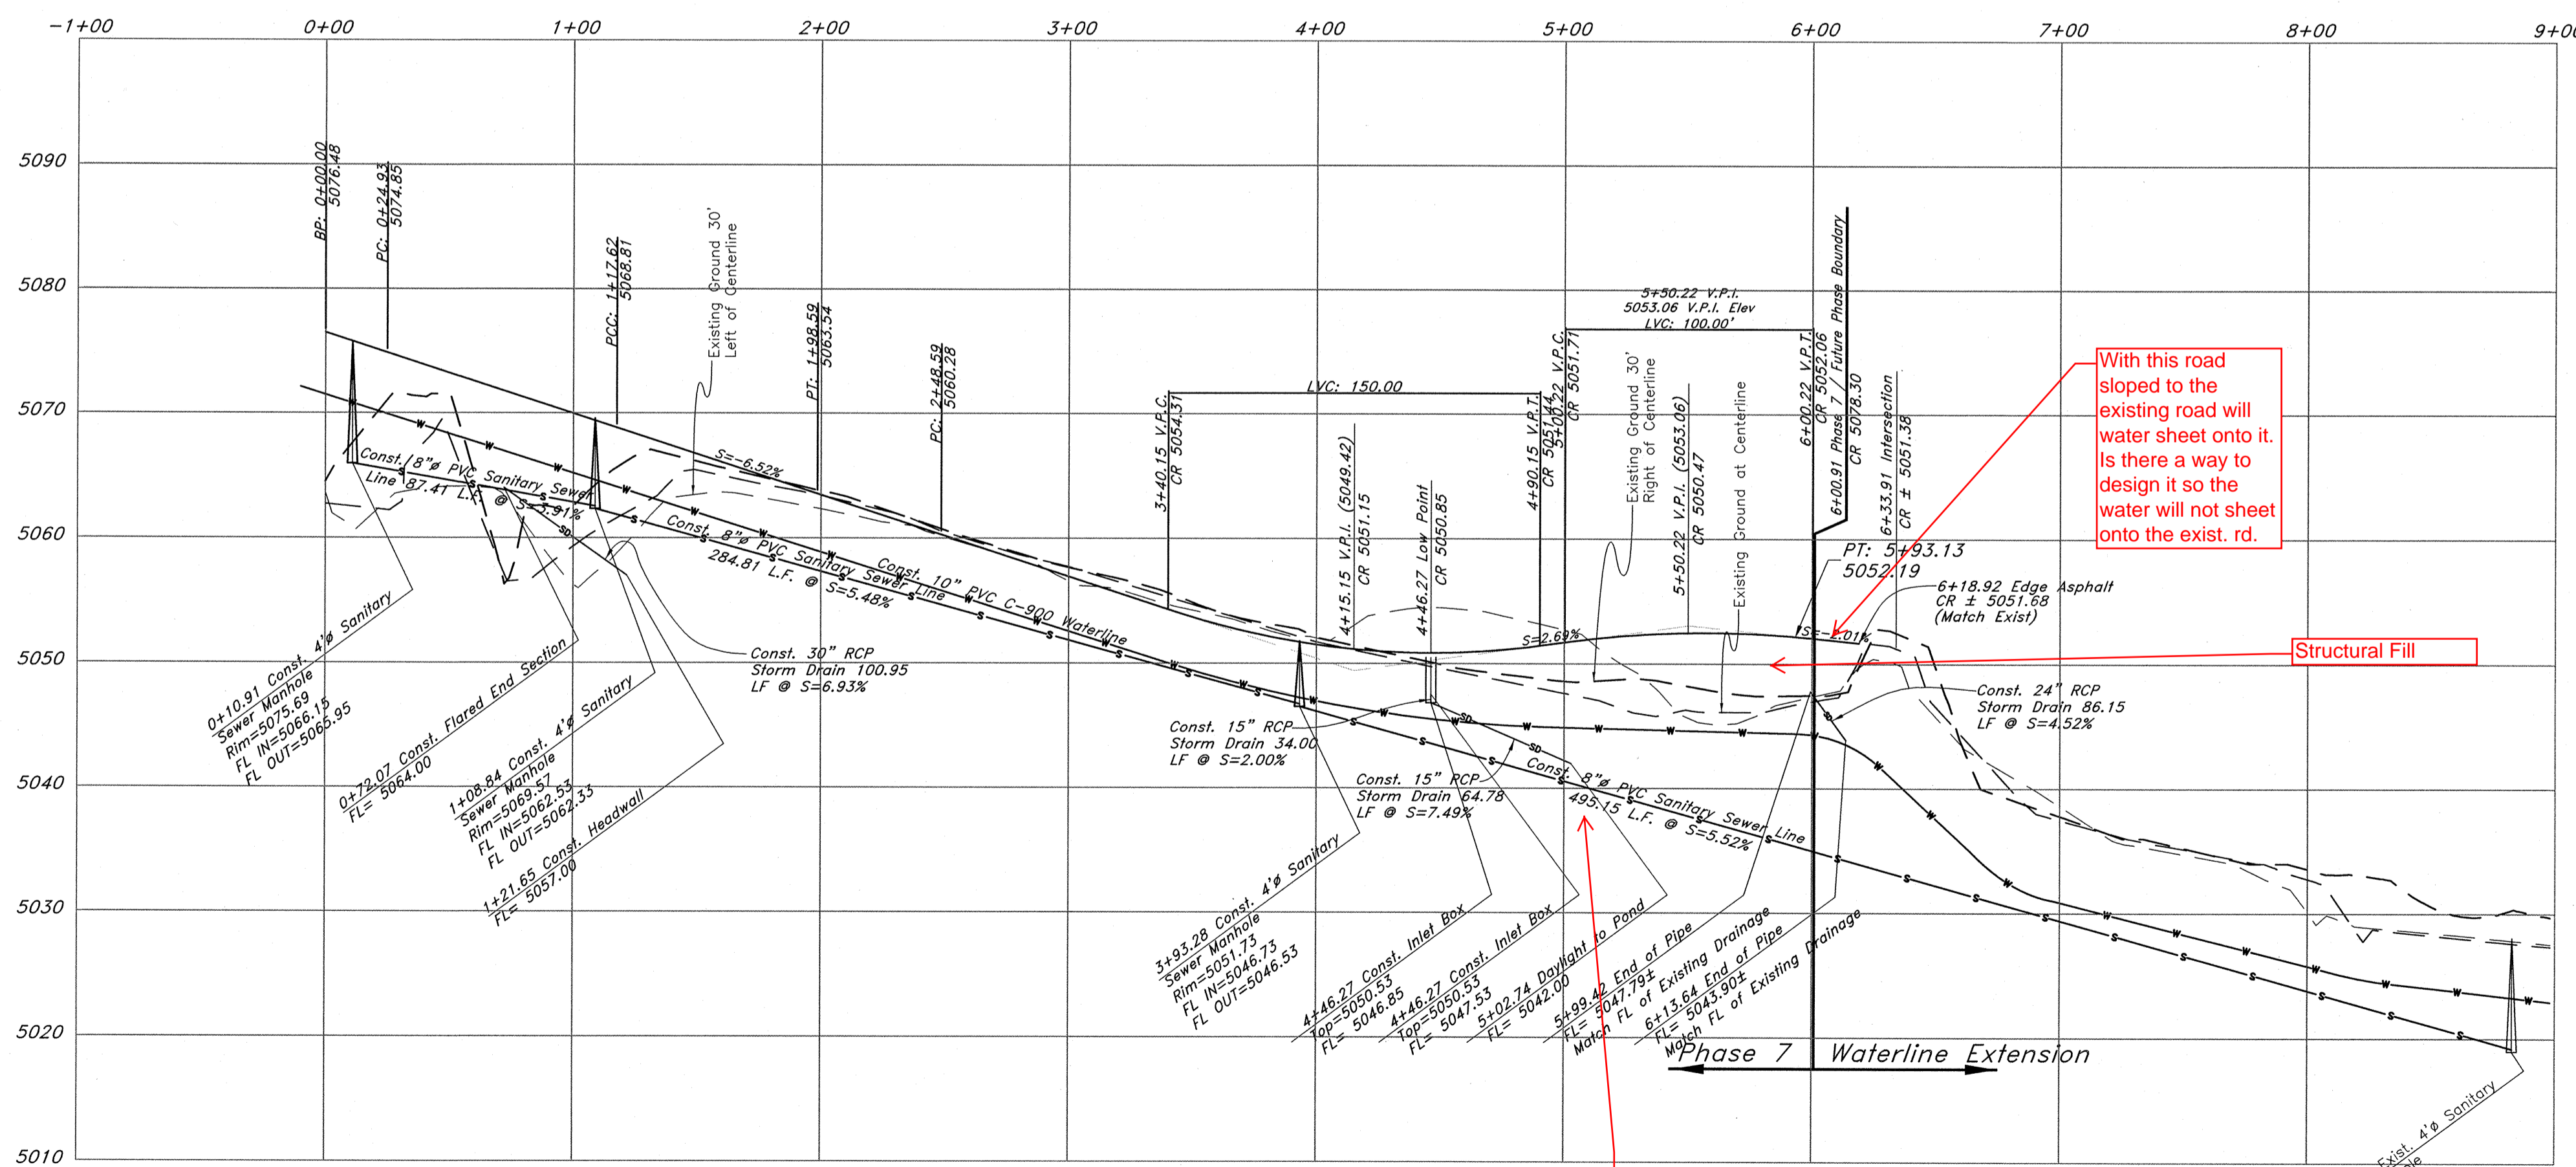 -1+00
0+00
1+00
2+00
3+00
4+00
5+00
6+00
7+00
8+00
9+00
5090
5080
5070
5060
5050
5040
5030
5020
5010
BP: 0+00.00
5076.48
PC: 0+24.93
5074.85
PCC: 1+17.62
5068.81
Existing Ground 30'
Left of Centerline
PT: 1+98.59
5063.54
PC: 2+48.59
5060.28
S=-6.52%
LVC: 150.00
3+40.15 V.P.C.
CR 5054.31
4+15.15 V.P.I. (5049.42)
CR 5051.15
4+46.27 Low Point
CR 5050.85
4+90.15 V.P.T.
CR 5051.44
5+00.22 V.P.C.
CR 5051.71
5+50.22 V.P.I.
5053.06 V.P.I. Elev
LVC: 100.00'
Existing Ground 30'
Right of Centerline
5+50.22 V.P.I. (5053.06)
CR 5050.47
Existing Ground at Centerline
6+00.22 V.P.T.
CR 5052.06
6+00.91 Phase 7 / Future Phase Boundary
CR 5078.30
6+33.91 Intersection
CR ± 5051.38
PT: 5+93.13
5052.19
6+18.92 Edge Asphalt
CR ± 5051.68
(Match Exist)
S=2.69%
S=-2.01%
With this road
sloped to the
existing road will
water sheet onto it.
Is there a way to
design it so the
water will not sheet
onto the exist. rd.
Structural Fill
Const. 8"ø PVC Sanitary Sewer
Line 87.41 L.F. @ S=3.91%
Const. 8"ø PVC Sanitary Sewer Line
284.81 L.F. @ S=5.48%
Const. 10" PVC C-900 Waterline
Const. 30" RCP
Storm Drain 100.95
LF @ S=6.93%
Const. 15" RCP
Storm Drain 34.00
LF @ S=2.00%
Const. 15" RCP
Storm Drain 64.78
LF @ S=7.49%
Const. 8"ø PVC Sanitary Sewer Line
495.15 L.F. @ S=5.52%
Const. 24" RCP
Storm Drain 86.15
LF @ S=4.52%
0+10.91 Const. 4'ø Sanitary
Sewer Manhole
Rim=5075.69
FL IN=5066.15
FL OUT=5065.95
0+72.07 Const. Flared End Section
FL= 5064.00
1+08.84 Const. 4'ø Sanitary
Sewer Manhole
Rim=5069.57
FL IN=5062.53
FL OUT=5062.33
1+21.65 Const. Headwall
FL= 5057.00
3+93.28 Const. 4'ø Sanitary
Sewer Manhole
Rim=5051.73
FL IN=5046.73
FL OUT=5046.53
4+46.27 Const. Inlet Box
Top=5050.53
FL= 5046.85
4+46.27 Const. Inlet Box
Top=5050.53
FL= 5047.53
5+02.74 Daylight to Pond
FL= 5042.00
5+99.42 End of Pipe
FL= 5047.79±
Match FL of Existing Drainage
6+13.64 End of Pipe
FL= 5043.90±
Match FL of Existing Drainage
Phase 7
Waterline Extension
Exist. 4'ø Sanitary